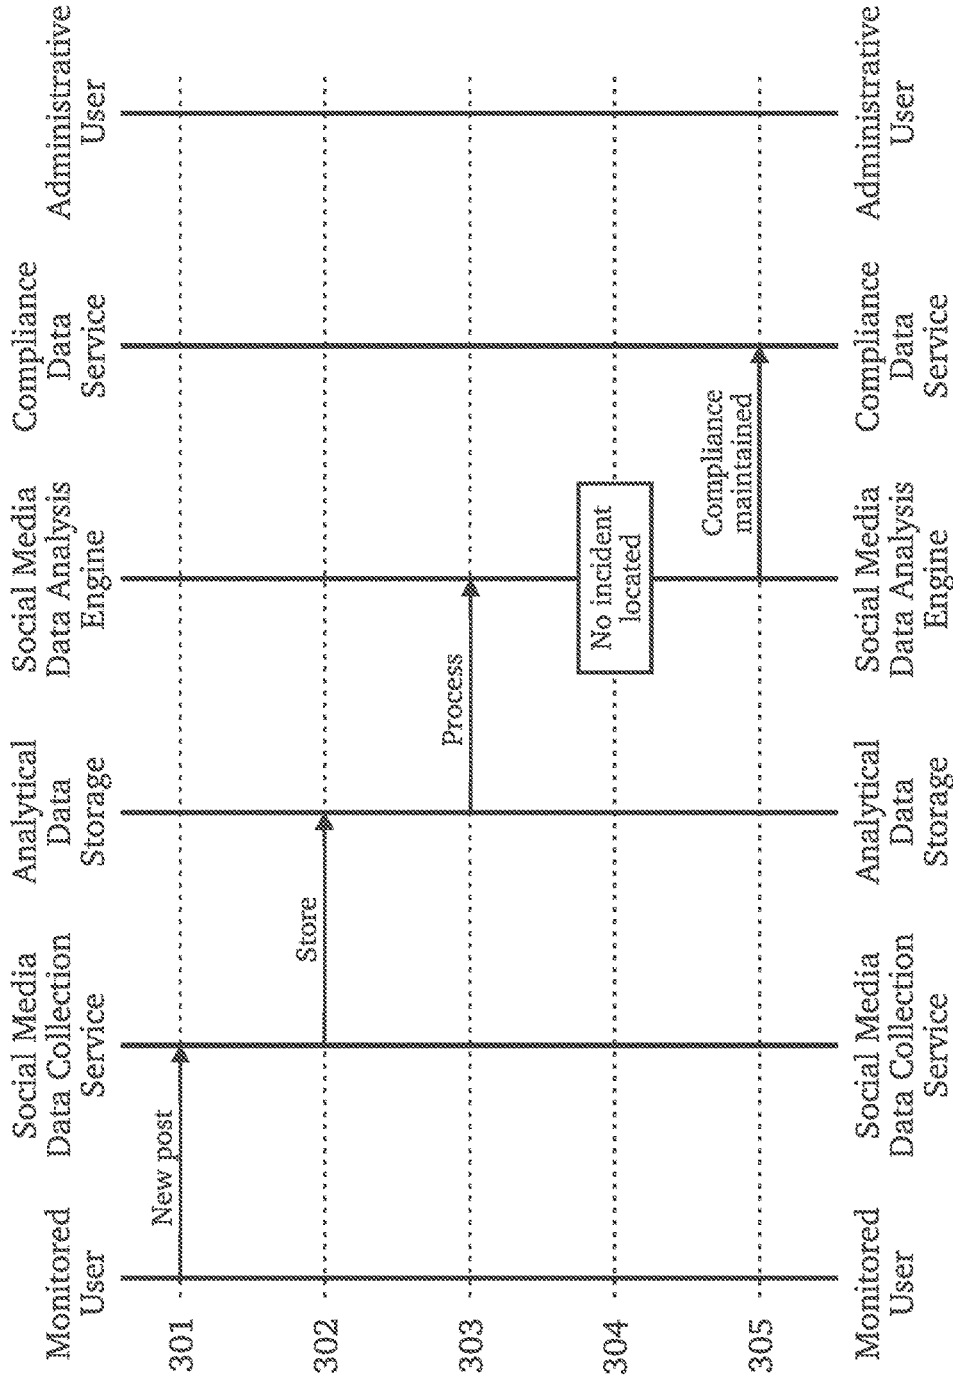 Monitored
User
Social Media
Data Collection
Service
Analytical
Data
Storage
Social Media
Data Analysis
Engine
Compliance
Data
Service
Administrative
User
301
New post
302
Store
303
Process
304
No incident
located
305
Compliance
maintained
Monitored
User
Social Media
Data Collection
Service
Analytical
Data
Storage
Social Media
Data Analysis
Engine
Compliance
Data
Service
Administrative
User